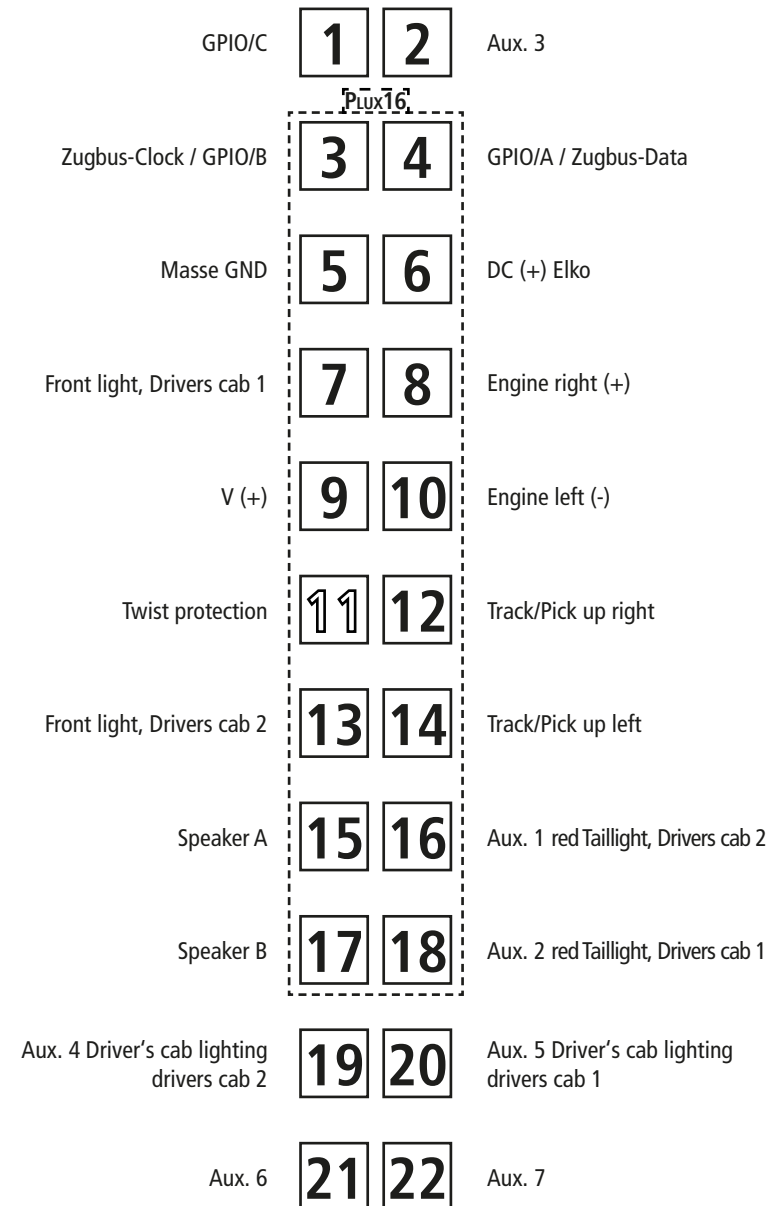 GPIO/C 1 2 Aux. 3
PLUX16
Zugbus-Clock / GPIO/B 3 4 GPIO/A / Zugbus-Data
Masse GND 5 6 DC (+) Elko
Front light, Drivers cab 1 7 8 Engine right (+)
V (+) 9 10 Engine left (-)
Twist protection 11 12 Track/Pick up right
Front light, Drivers cab 2 13 14 Track/Pick up left
Speaker A 15 16 Aux. 1 red Taillight, Drivers cab 2
Speaker B 17 18 Aux. 2 red Taillight, Drivers cab 1
Aux. 4 Driver‘s cab lighting
drivers cab 2
19 20
Aux. 5 Driver‘s cab lighting
drivers cab 1
Aux. 6 21 22 Aux. 7